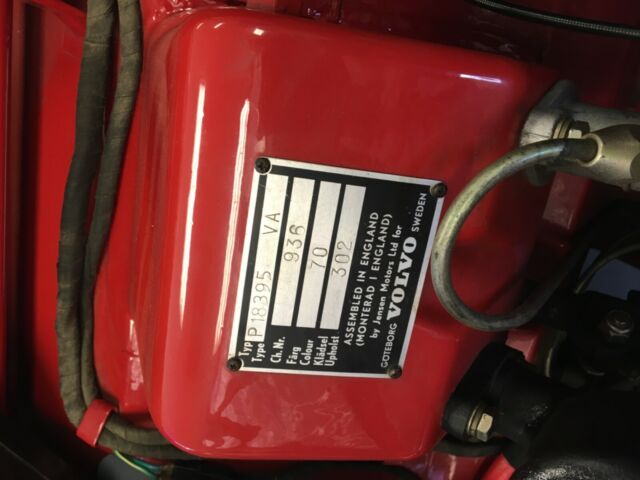 Typ
Type P18395 VA
Ch.Nr. 936
Färg
Colour 70
Klädsel
Upholst 302
ASSEMBLED IN ENGLAND
(MONTERAD I ENGLAND)
by Jensen Motors Ltd for
GÖTEBORG VOLVO SWEDEN